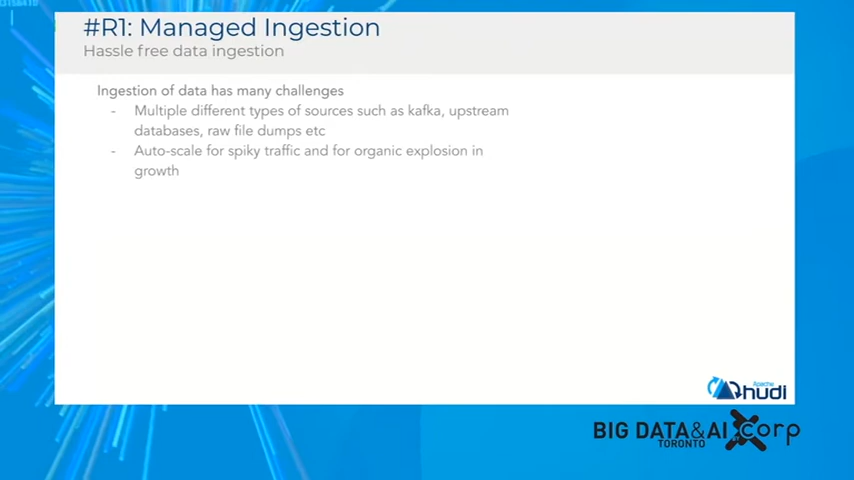 #R1: Managed Ingestion
Hassle free data ingestion
Ingestion of data has many challenges
- Multiple different types of sources such as kafka, upstream
databases, raw file dumps etc
- Auto-scale for spiky traffic and for organic explosion in
growth
Apache
hudi
BIG DATA&AI
TORONTO
corp